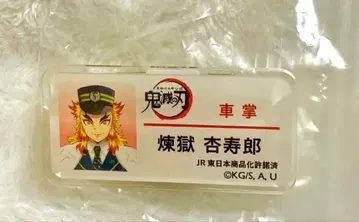 鬼滅の刃
車掌
煉獄 杏寿郎
JR東日本商品化許諾済
©KG/S, A, U